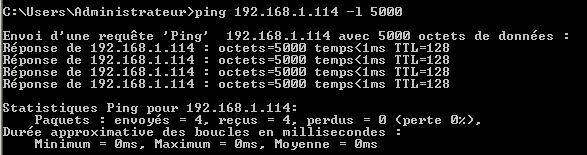 C:\Users\Administrateur>ping 192.168.1.114 -l 5000
Envoi d'une requête 'Ping'  192.168.1.114 avec 5000 octets de données :
Réponse de 192.168.1.114 : octets=5000 temps<1ms TTL=128
Réponse de 192.168.1.114 : octets=5000 temps<1ms TTL=128
Réponse de 192.168.1.114 : octets=5000 temps<1ms TTL=128
Réponse de 192.168.1.114 : octets=5000 temps<1ms TTL=128
Statistiques Ping pour 192.168.1.114:
    Paquets : envoyés = 4, reçus = 4, perdus = 0 (perte 0%),
Durée approximative des boucles en millisecondes :
    Minimum = 0ms, Maximum = 0ms, Moyenne = 0ms